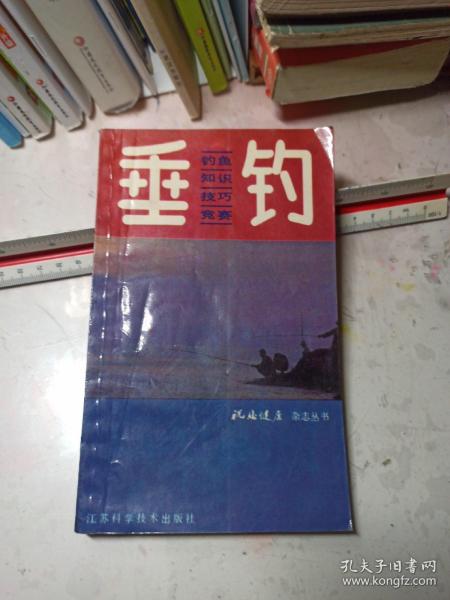 垂钓
钓鱼
知识
技巧
竞赛
祝您健康 杂志丛书
江苏科学技术出版社
孔夫子旧书网
www.kongfz.com